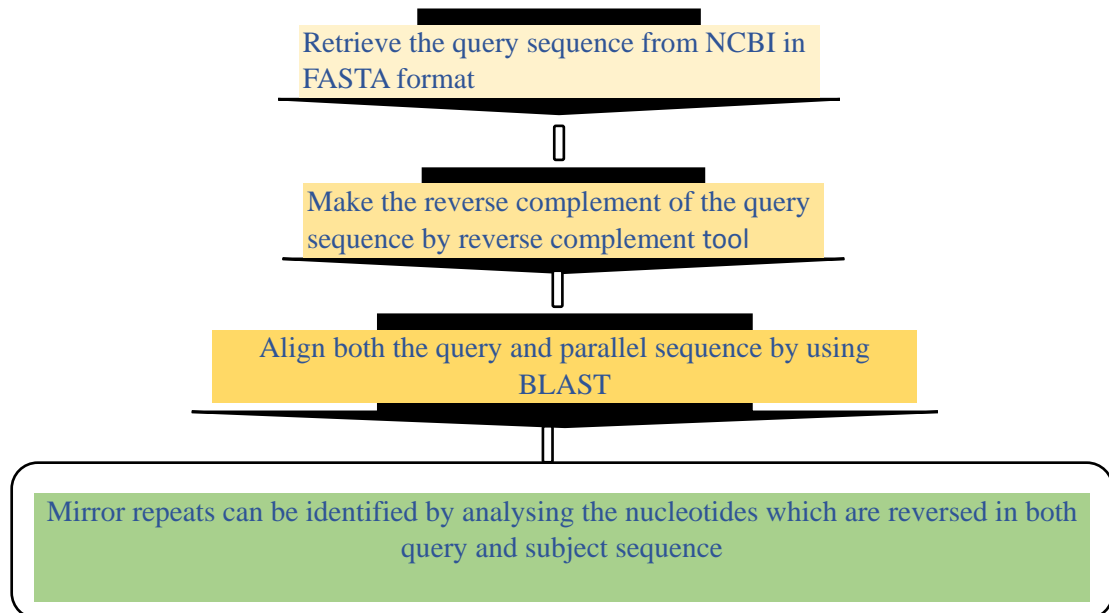 Retrieve the query sequence from NCBI in
FASTA format
Make the reverse complement of the query
sequence by reverse complement tool
Align both the query and parallel sequence by using
BLAST
Mirror repeats can be identified by analysing the nucleotides which are reversed in both
query and subject sequence